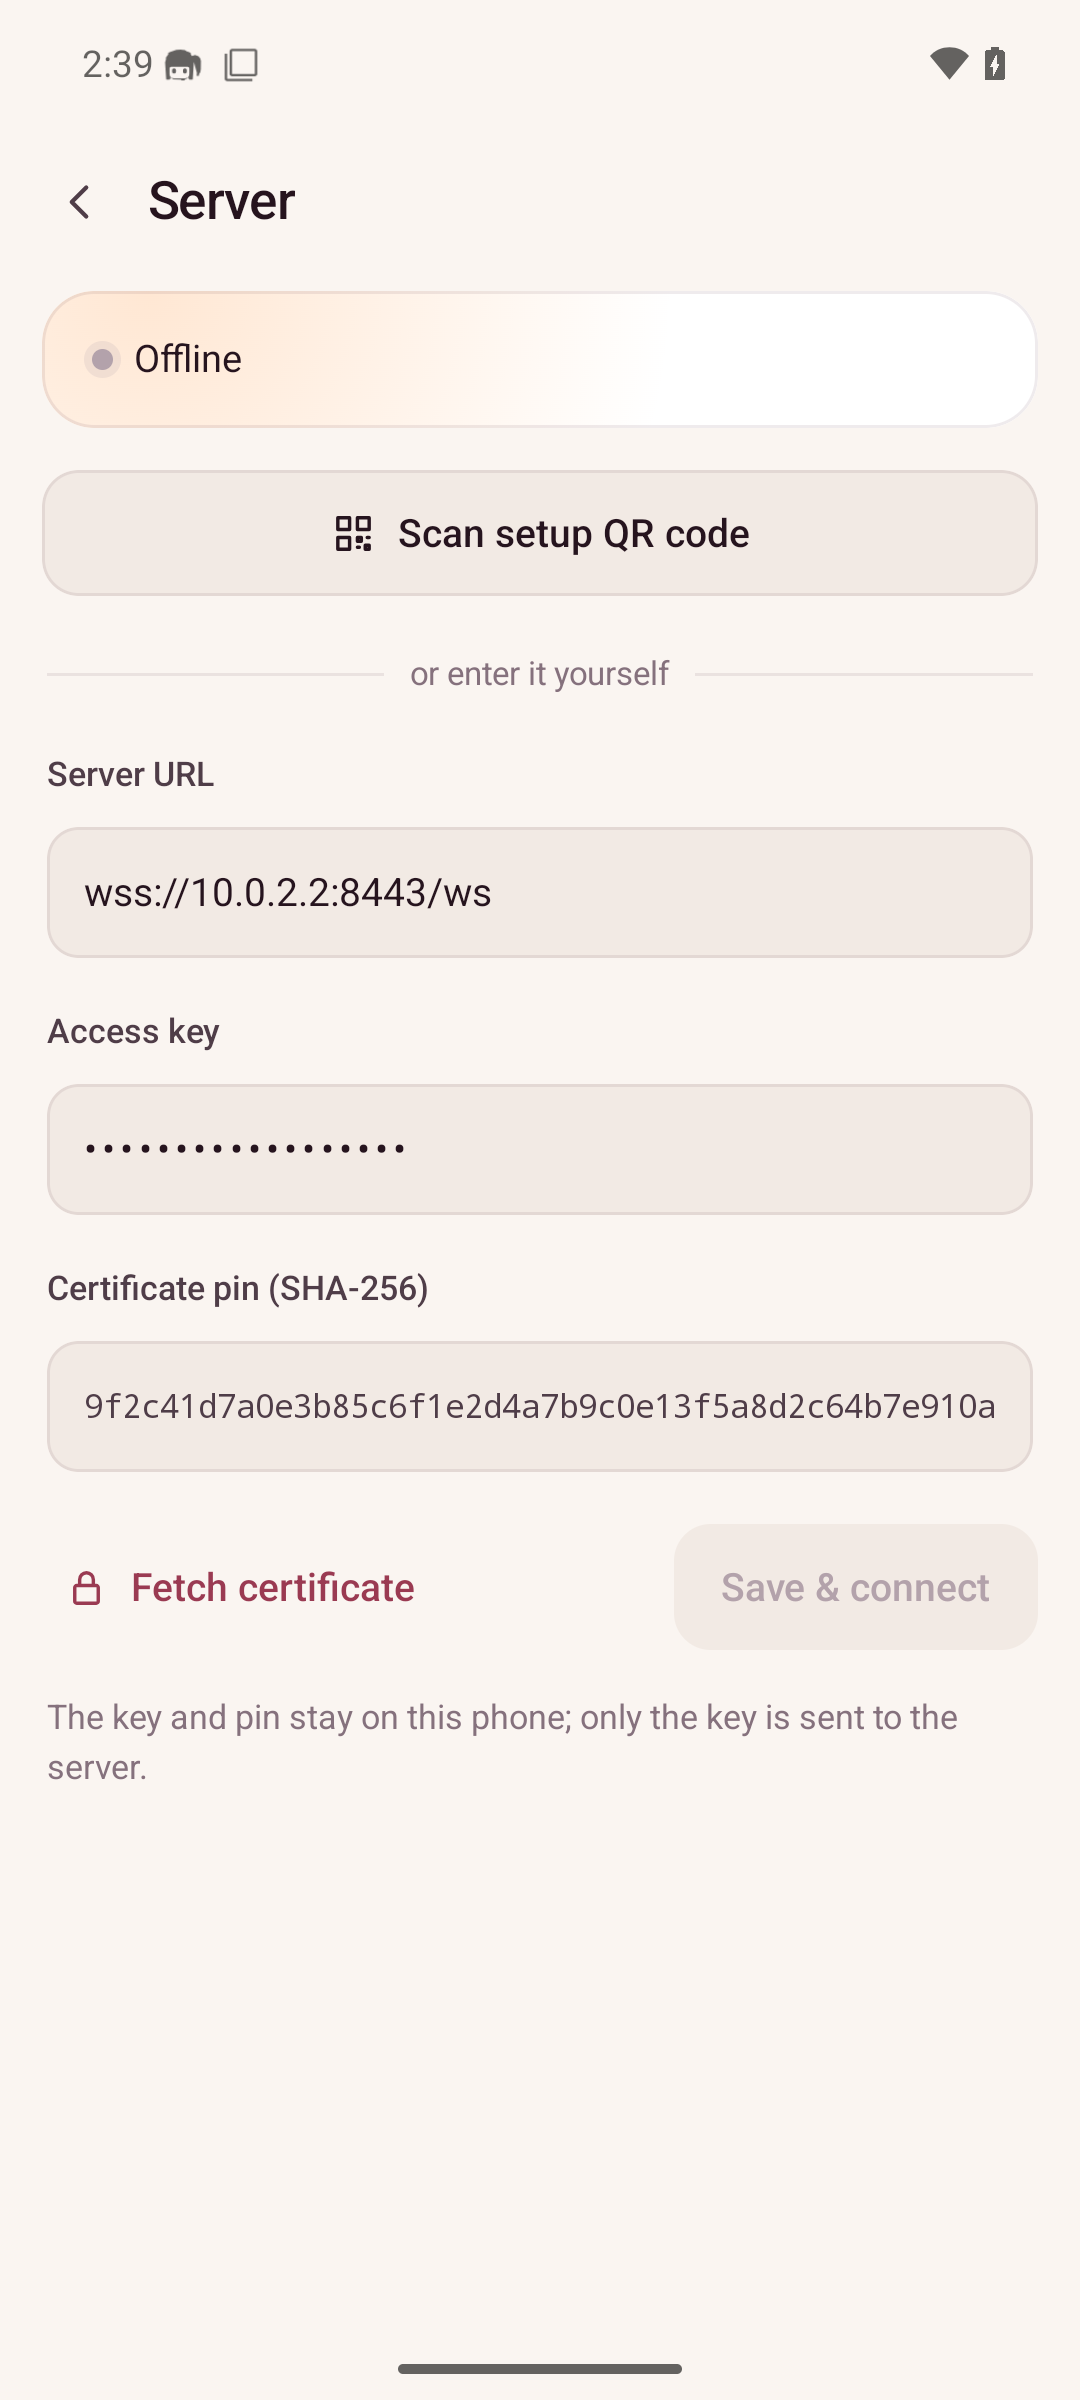 2:39
Server
Offline
Scan setup QR code
or enter it yourself
Server URL
wss://10.0.2.2:8443/ws
Access key
••••••••••••••••••
Certificate pin (SHA-256)
9f2c41d7a0e3b85c6f1e2d4a7b9c0e13f5a8d2c64b7e910a
Fetch certificate
Save & connect
The key and pin stay on this phone; only the key is sent to the
server.